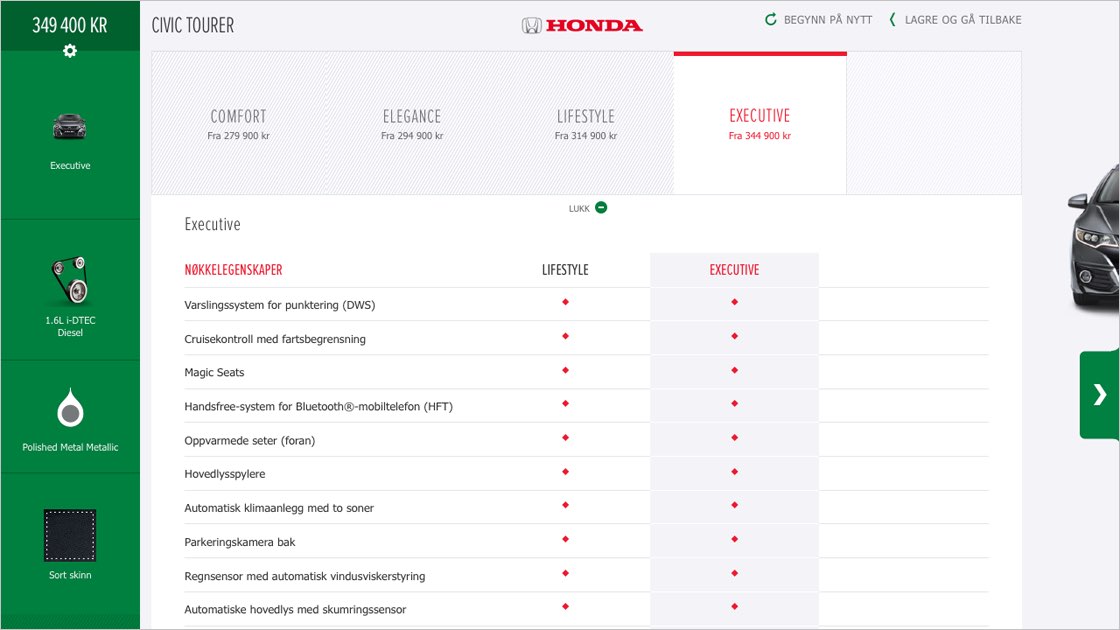 349 400 KR
CIVIC TOURER
HONDA
BEGYNN PÅ NYTT
LAGRE OG GÅ TILBAKE
Executive
1.6L i-DTEC
Diesel
Polished Metal Metallic
Sort skinn
COMFORT
Fra 279 900 kr
ELEGANCE
Fra 294 900 kr
LIFESTYLE
Fra 314 900 kr
EXECUTIVE
Fra 344 900 kr
LUKK
Executive
NØKKELEGENSKAPER LIFESTYLE EXECUTIVE
Varslingssystem for punktering (DWS)
Cruisekontroll med fartsbegrensning
Magic Seats
Handsfree-system for Bluetooth®-mobiltelefon (HFT)
Oppvarmede seter (foran)
Hovedlysspylere
Automatisk klimaanlegg med to soner
Parkeringskamera bak
Regnsensor med automatisk vindusviskerstyring
Automatiske hovedlys med skumringssensor